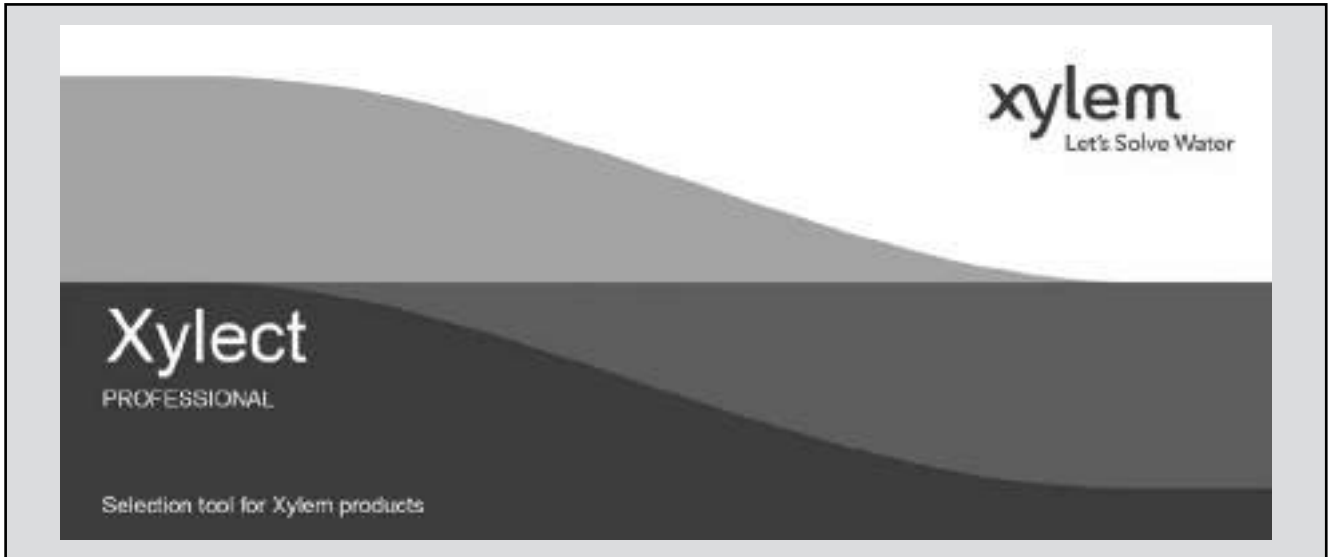 xylem
Let's Solve Water
Xylect
PROFESSIONAL
Selection tool for Xylem products